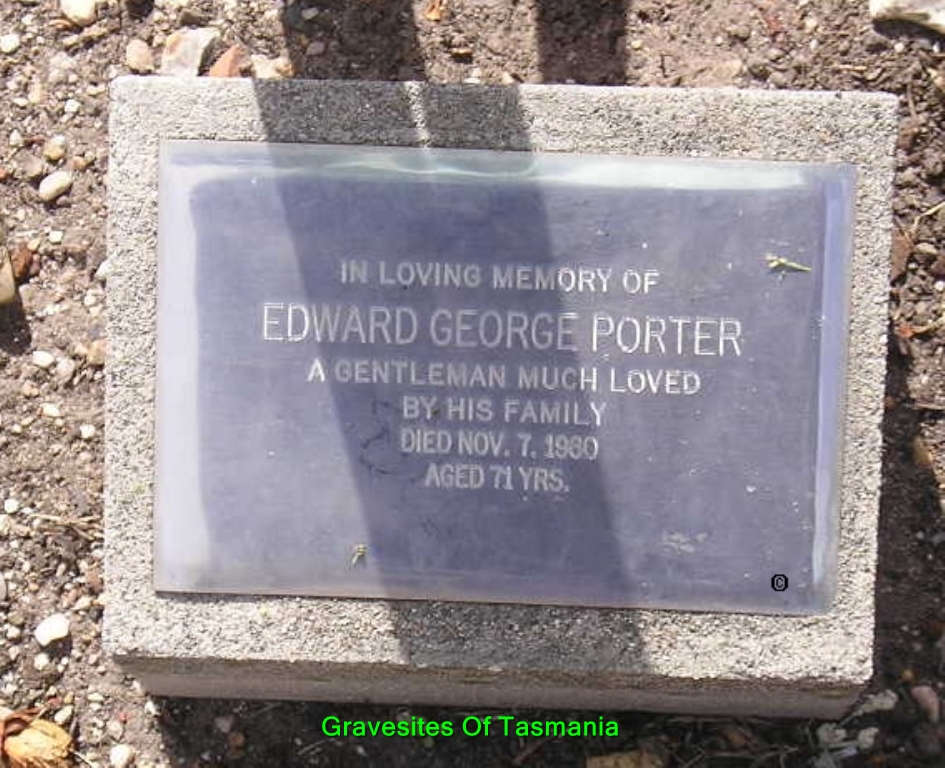 IN LOVING MEMORY OF
EDWARD GEORGE PORTER
A GENTLEMAN MUCH LOVED
BY HIS FAMILY
DIED NOV. 7. 1960
AGED 71 YRS.
©
Gravesites Of Tasmania